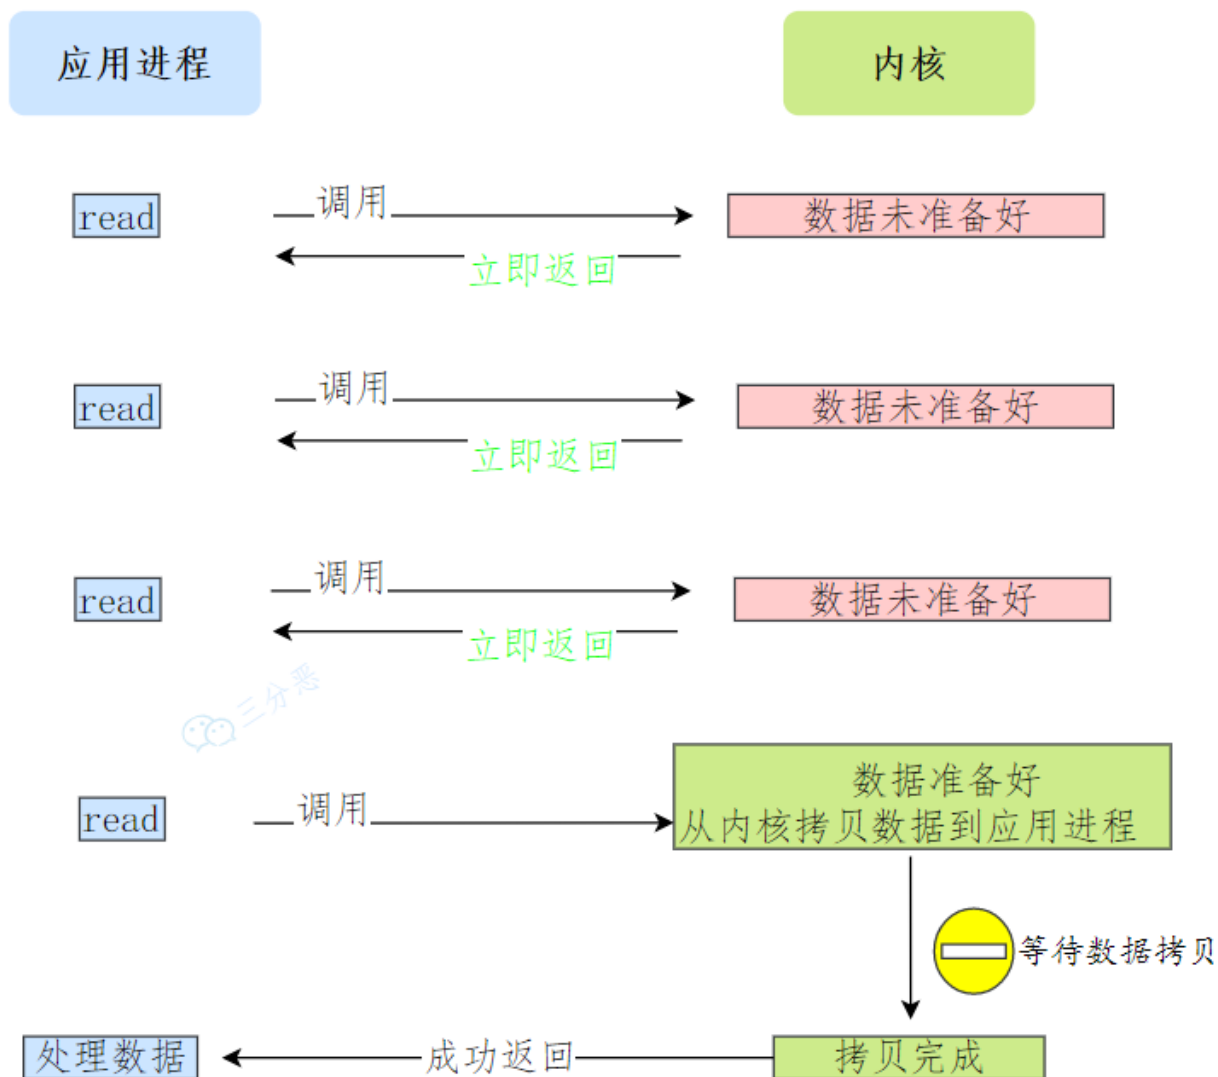 应用进程
内核
read
调用
数据未准备好
立即返回
read
调用
数据未准备好
立即返回
read
调用
数据未准备好
立即返回
三分恶
read
调用
数据准备好
从内核拷贝数据到应用进程
等待数据拷贝
处理数据
成功返回
拷贝完成